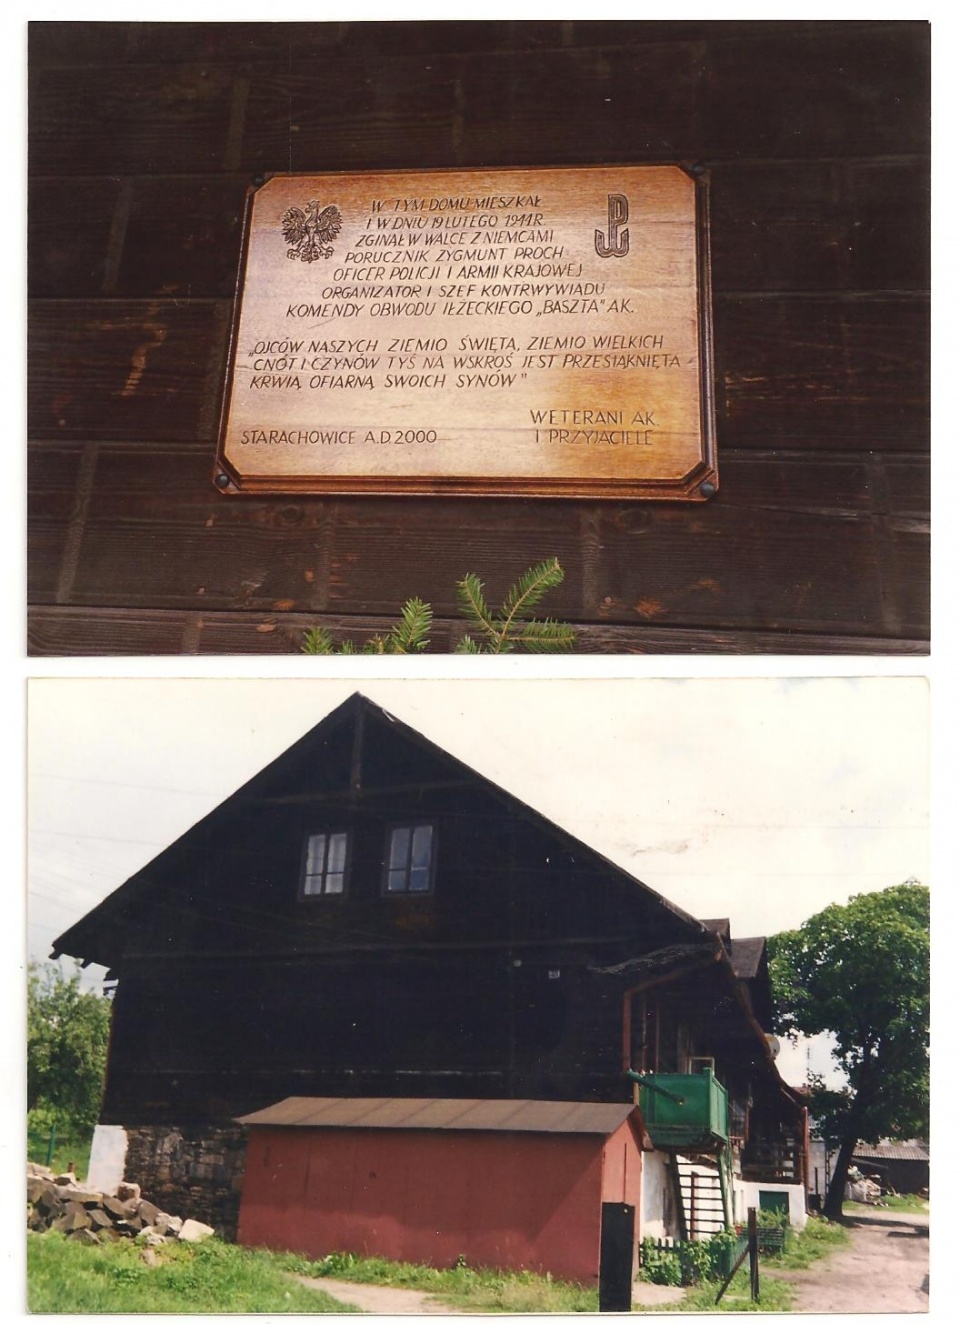 W TYM DOMU MIESZKAŁ
I W DNIU 19 LUTEGO 1944 R.
ZGINĄŁ W WALCE Z NIEMCAMI
PORUCZNIK ZYGMUNT PROCH
OFICER POLICJI I ARMII KRAJOWEJ
ORGANIZATOR I SZEF KONTRWYWIADU
KOMENDY OBWODU IŁŻECKIEGO „BASZTA" AK.
„OJCÓW NASZYCH ZIEMIO ŚWIĘTA, ZIEMIO WIELKICH
CNÓT I CZYNÓW TYŚ NA WSKROŚ JEST PRZESIĄKNIĘTA
KRWIĄ OFIARNĄ SWOICH SYNÓW"
WETERANI AK.
I PRZYJACIELE
STARACHOWICE A.D. 2000